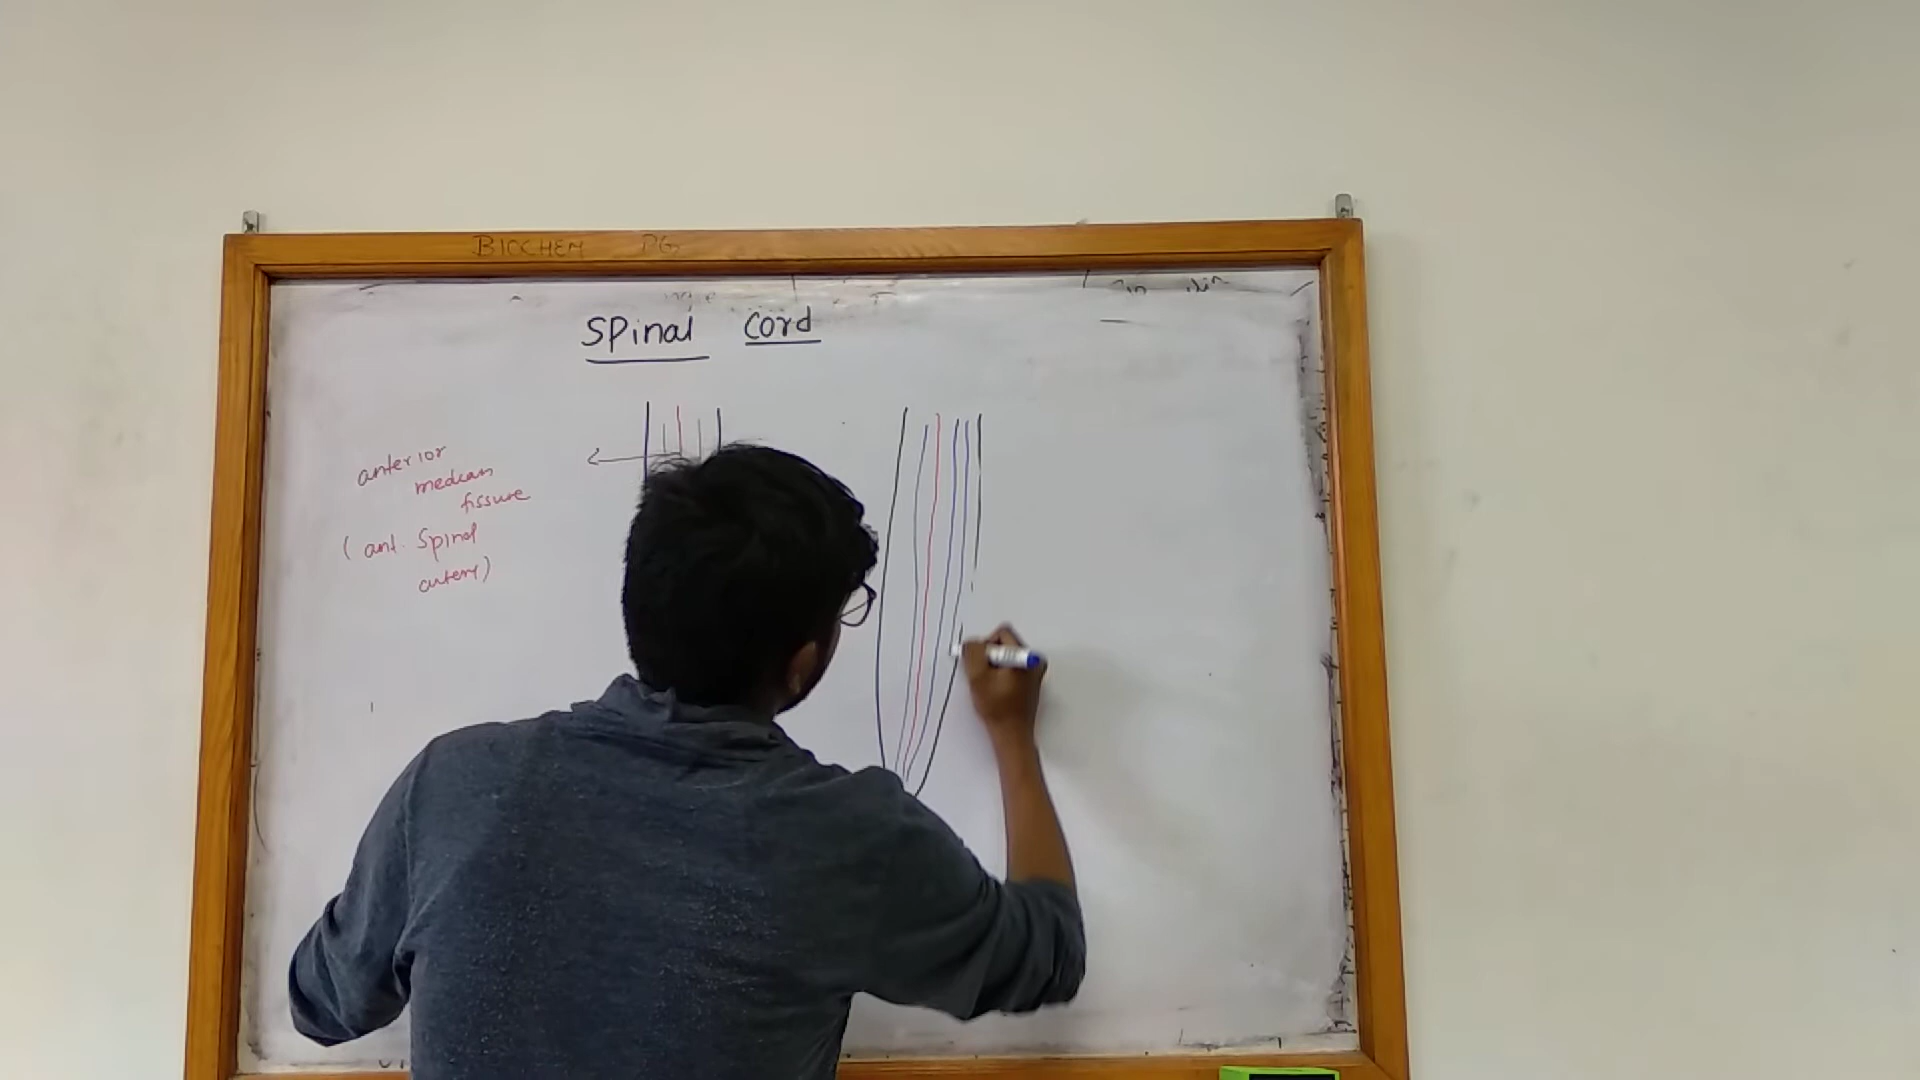 BIOCHEM PG
Spinal Cord
anterior
median
fissure
(ant. Spinal
artery)